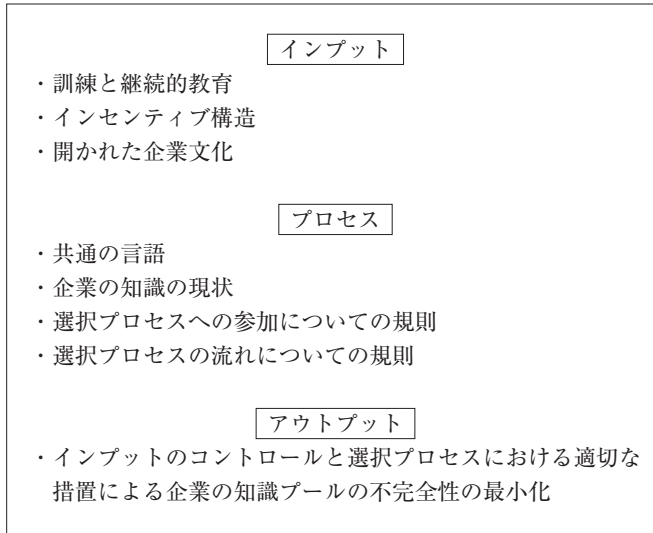 インプット
・訓練と継続的教育
・インセンティブ構造
・開かれた企業文化
プロセス
・共通の言語
・企業の知識の現状
・選択プロセスへの参加についての規則
・選択プロセスの流れについての規則
アウトプット
・インプットのコントロールと選択プロセスにおける適切な
措置による企業の知識プールの不完全性の最小化